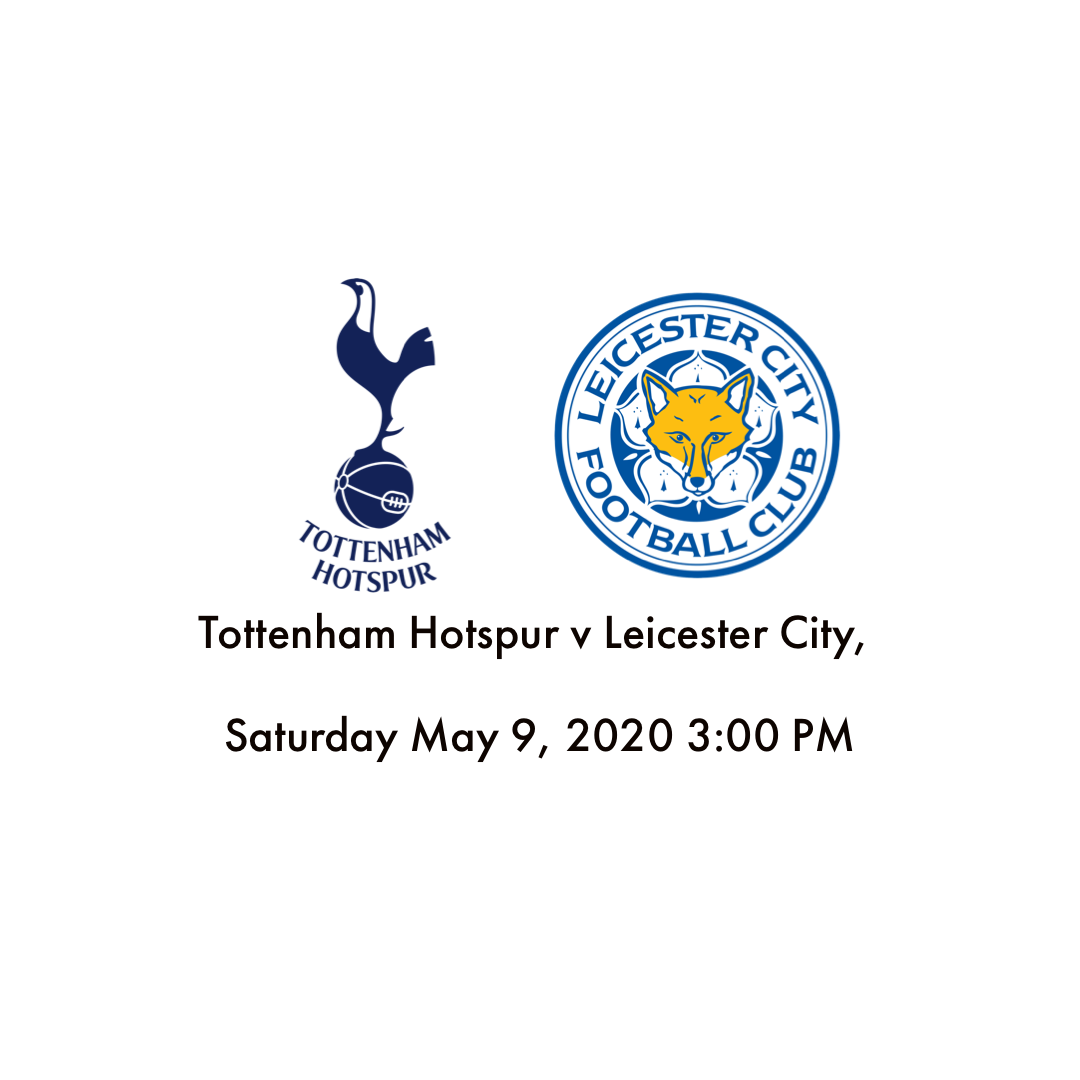 TOTTENHAM
HOTSPUR
LEICESTER CITY
FOOTBALL CLUB
Tottenham Hotspur v Leicester City,
Saturday May 9, 2020 3:00 PM